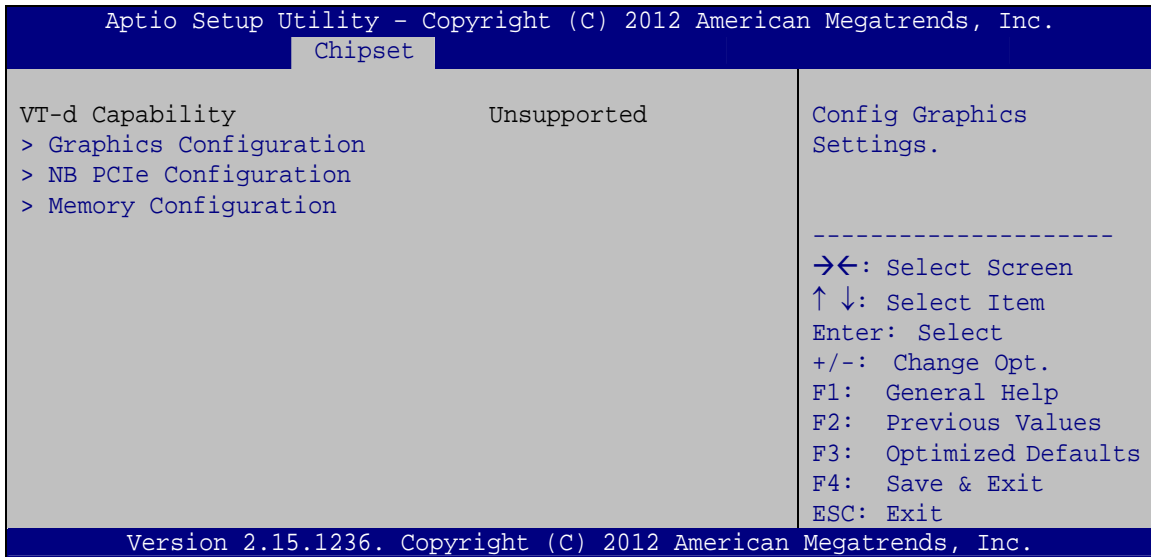 Aptio Setup Utility – Copyright (C) 2012 American Megatrends, Inc.
Chipset
VT-d Capability Unsupported
> Graphics Configuration
> NB PCIe Configuration
> Memory Configuration
Config Graphics
Settings.
---------------------
→←: Select Screen
↑ ↓: Select Item
Enter: Select
+/-: Change Opt.
F1: General Help
F2: Previous Values
F3: Optimized Defaults
F4: Save & Exit
ESC: Exit
Version 2.15.1236. Copyright (C) 2012 American Megatrends, Inc.